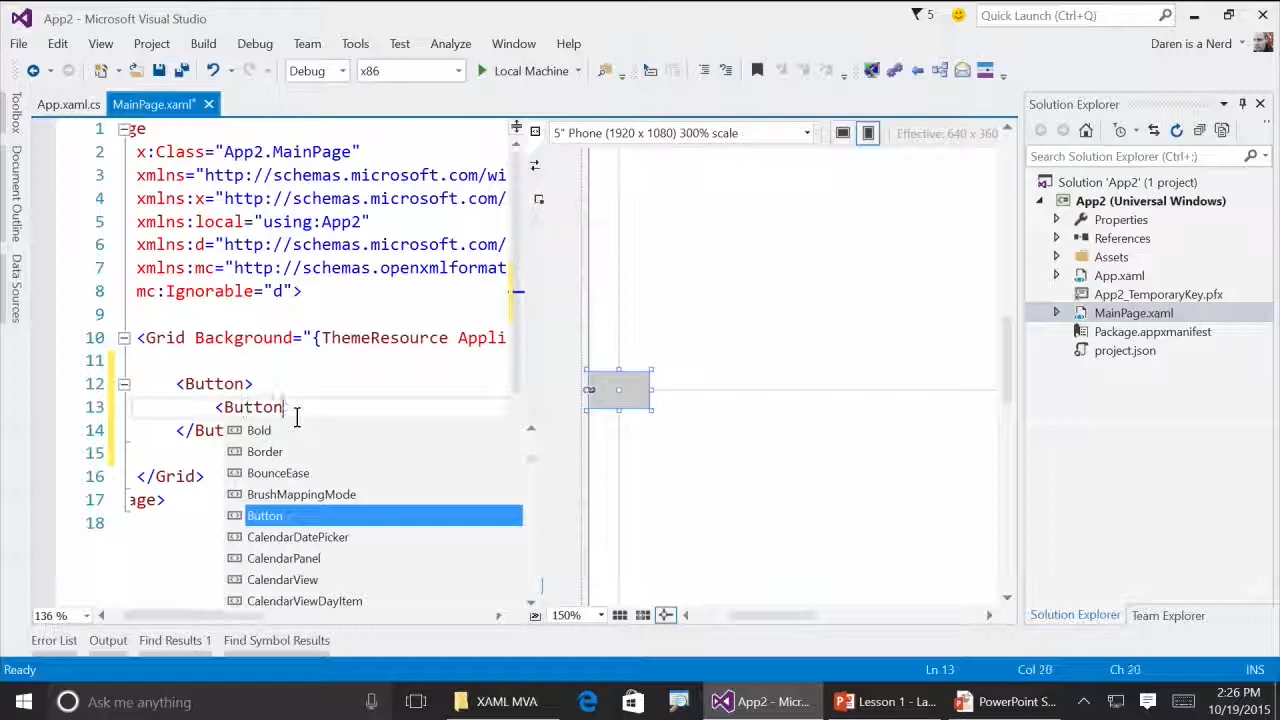 App2 - Microsoft Visual Studio
5
Quick Launch (Ctrl+Q)
File Edit View Project Build Debug Team Tools Test Analyze Window Help
Daren is a Nerd
Debug x86 Local Machine
App.xaml.cs MainPage.xaml*
Toolbox
Document Outline
Data Sources
1 ge
2 x:Class="App2.MainPage"
3 xmlns="http://schemas.microsoft.com/wi
4 xmlns:x="http://schemas.microsoft.com/
5 xmlns:local="using:App2"
6 xmlns:d="http://schemas.microsoft.com/
7 xmlns:mc="http://schemas.openxmlformat
8 mc:Ignorable="d">
9
10 <Grid Background="{ThemeResource Appli
11
12 <Button>
13 <Button
14 </But
15
16 </Grid>
17 age>
18
Bold
Border
BounceEase
BrushMappingMode
Button
CalendarDatePicker
CalendarPanel
CalendarView
CalendarViewDayItem
136 %
5" Phone (1920 x 1080) 300% scale
Effective: 640 x 360
150%
Solution Explorer
Search Solution Explorer (Ctrl+;)
Solution 'App2' (1 project)
App2 (Universal Windows)
Properties
References
Assets
App.xaml
App2_TemporaryKey.pfx
MainPage.xaml
Package.appxmanifest
project.json
Solution Explorer Team Explorer
Error List Output Find Results 1 Find Symbol Results
Ready Ln 13 Col 20 Ch 20 INS
Ask me anything
XAML MVA
App2 - Micr...
Lesson 1 - La...
PowerPoint S...
2:26 PM
10/19/2015